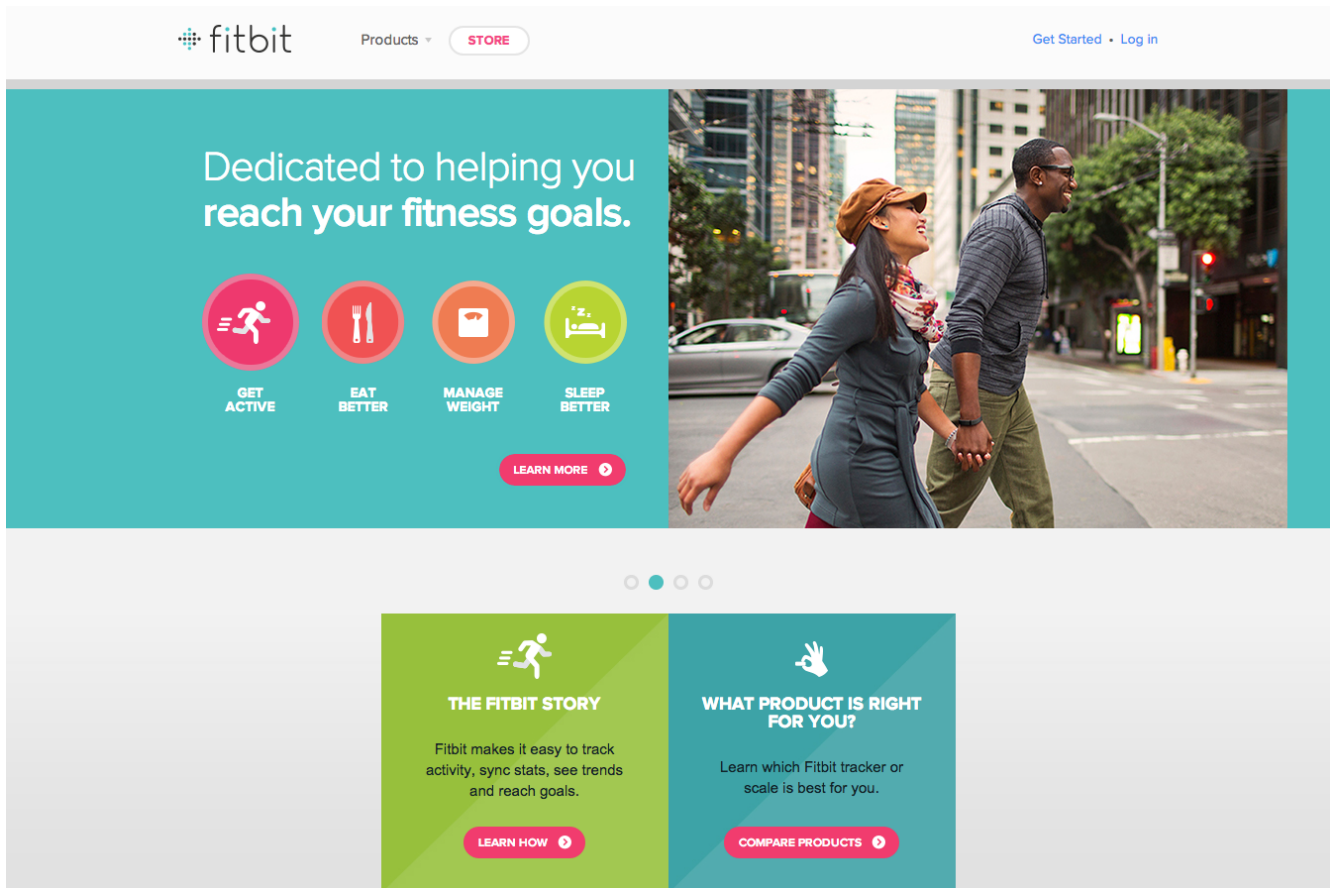 fitbit
Products
STORE
Get Started • Log in
Dedicated to helping you
reach your fitness goals.
GET
ACTIVE
EAT
BETTER
MANAGE
WEIGHT
zzz
SLEEP
BETTER
LEARN MORE
THE FITBIT STORY
Fitbit makes it easy to track
activity, sync stats, see trends
and reach goals.
LEARN HOW
WHAT PRODUCT IS RIGHT
FOR YOU?
Learn which Fitbit tracker or
scale is best for you.
COMPARE PRODUCTS